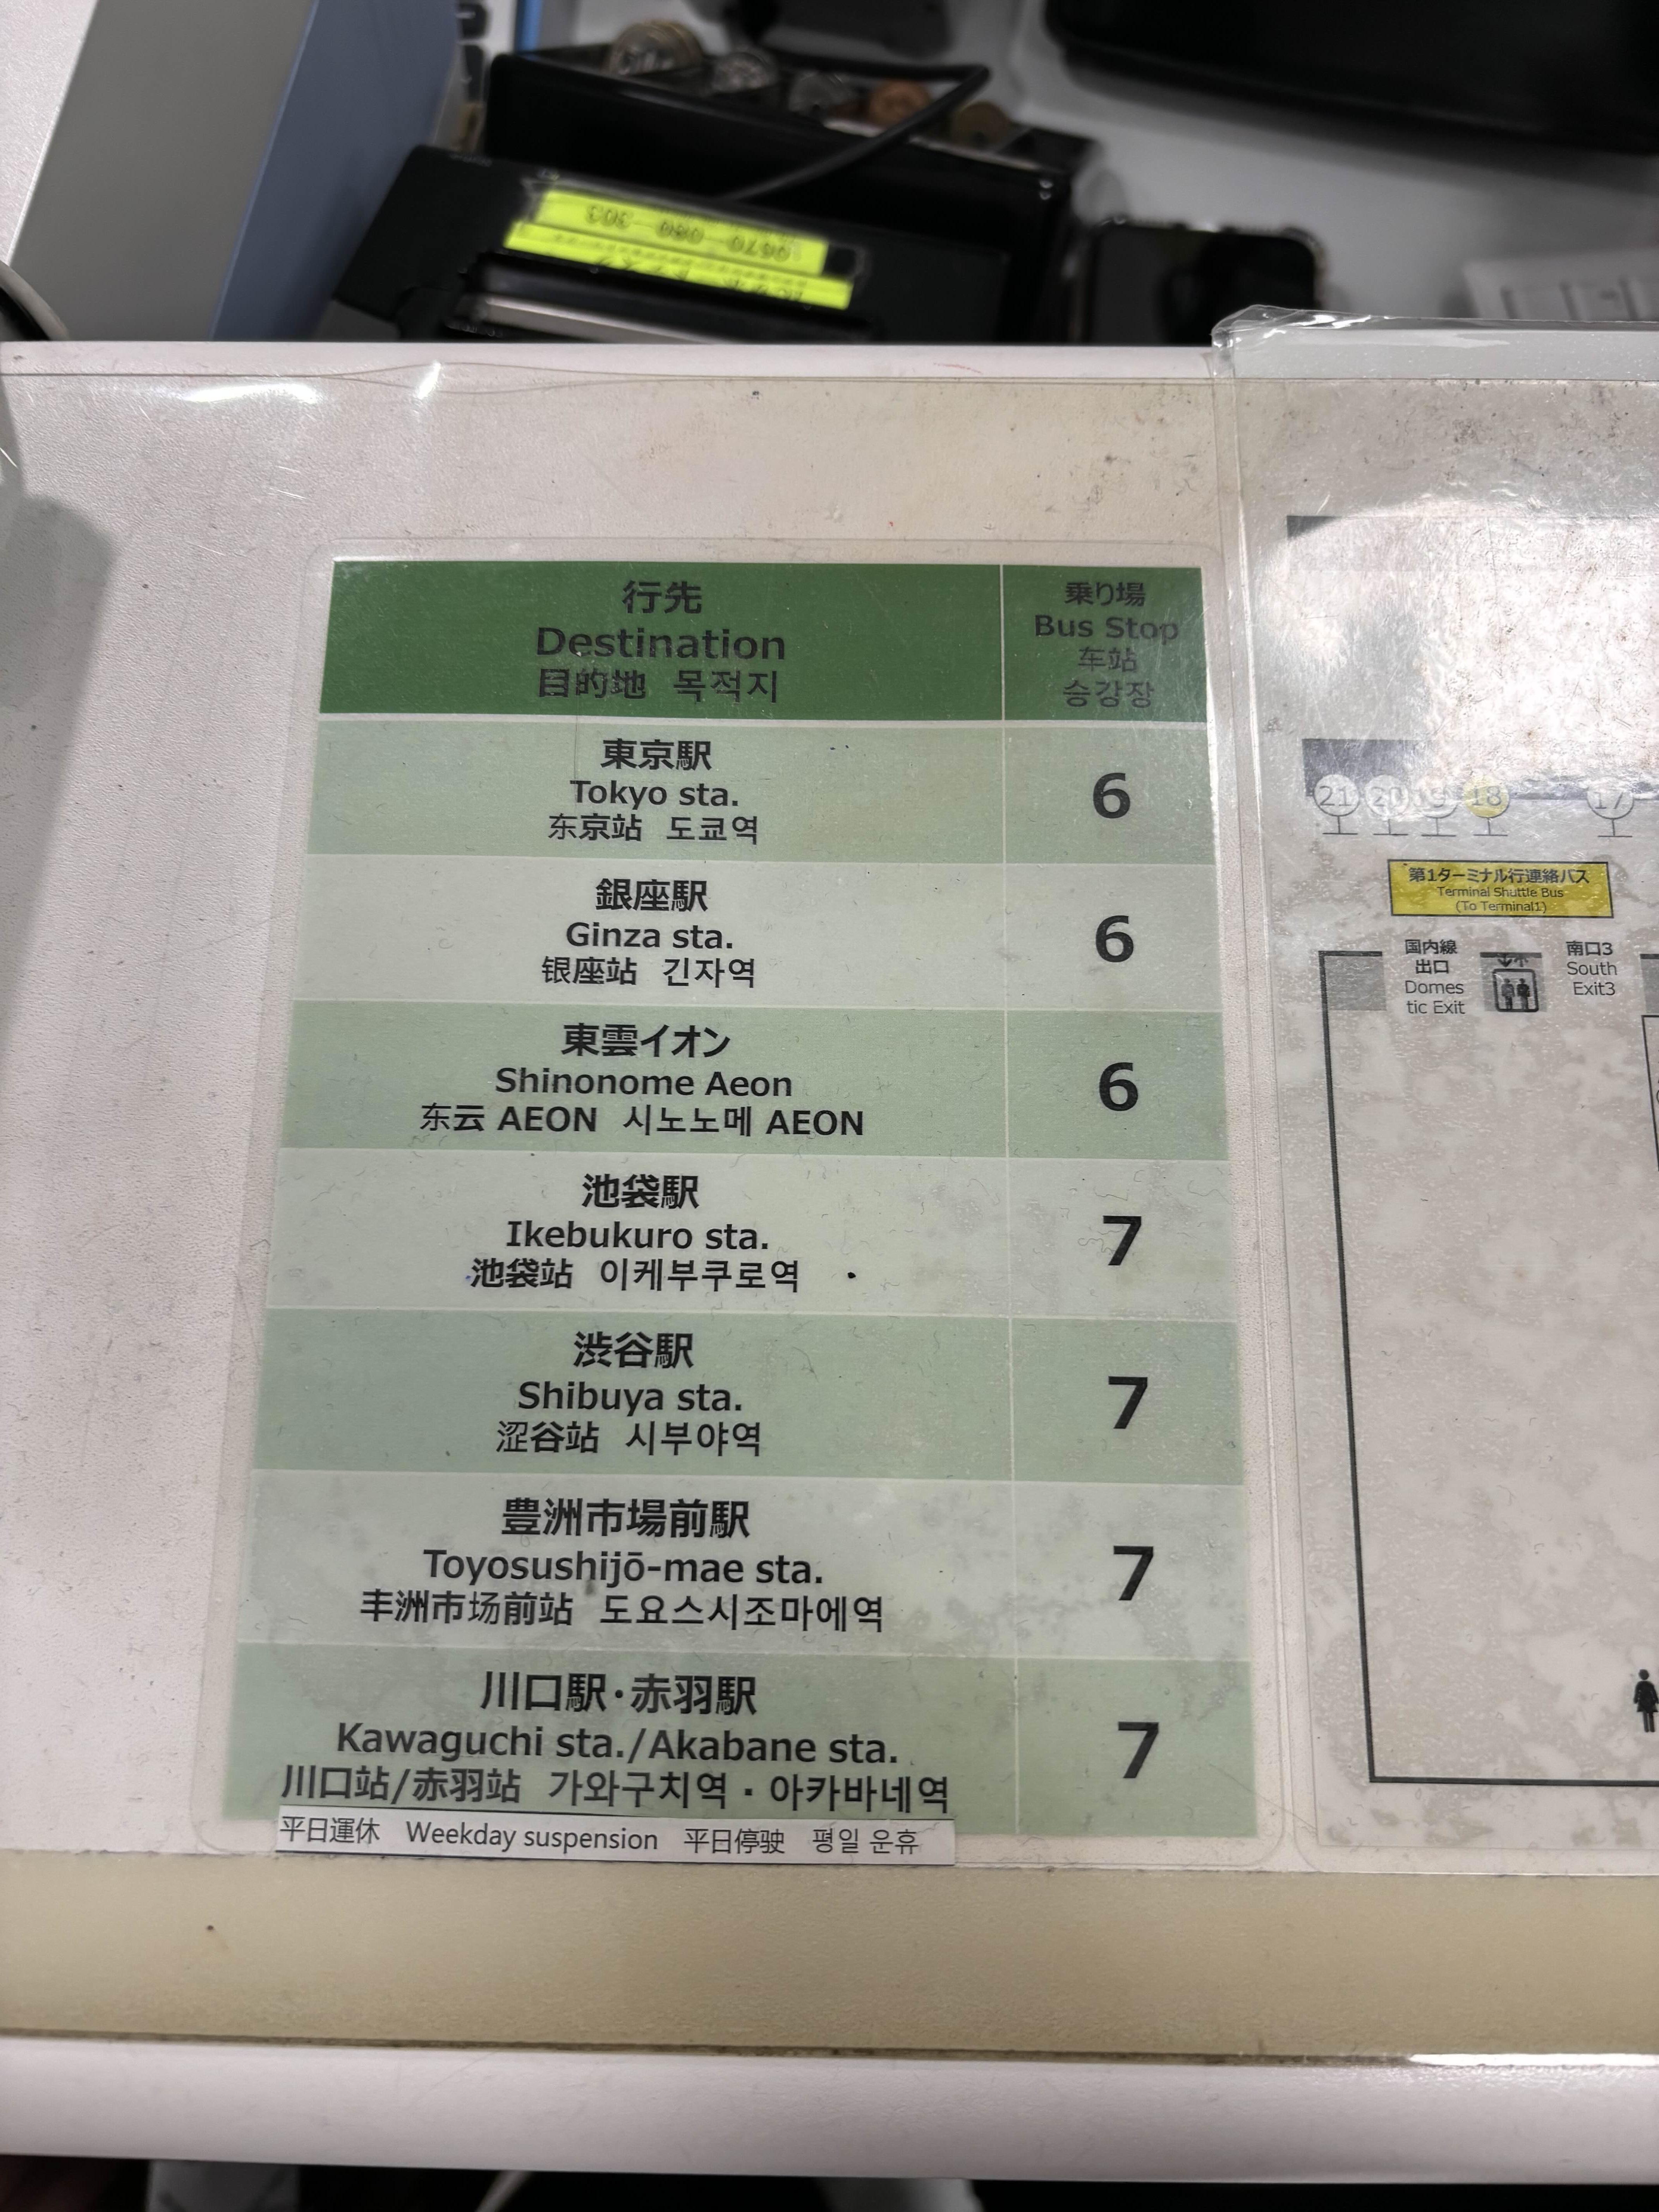 行先
Destination
目的地 목적지
乗り場
Bus Stop
车站
승강장
東京駅
Tokyo sta.
东京站 도쿄역
6
銀座駅
Ginza sta.
银座站 긴자역
6
東雲イオン
Shinonome Aeon
东云 AEON 시노노메 AEON
6
池袋駅
Ikebukuro sta.
池袋站 이케부쿠로역
7
渋谷駅
Shibuya sta.
涩谷站 시부야역
7
豊洲市場前駅
Toyosushijō-mae sta.
丰洲市场前站 도요스시조마에역
7
川口駅・赤羽駅
Kawaguchi sta./Akabane sta.
川口站/赤羽站 가와구치역・아카바네역
7
平日運休 Weekday suspension 平日停驶 평일 운휴
21 20 19 18 17
第1ターミナル行連絡バス
Terminal Shuttle Bus
(To Terminal1)
国内線
出口
Domes
tic Exit
南口3
South
Exit3